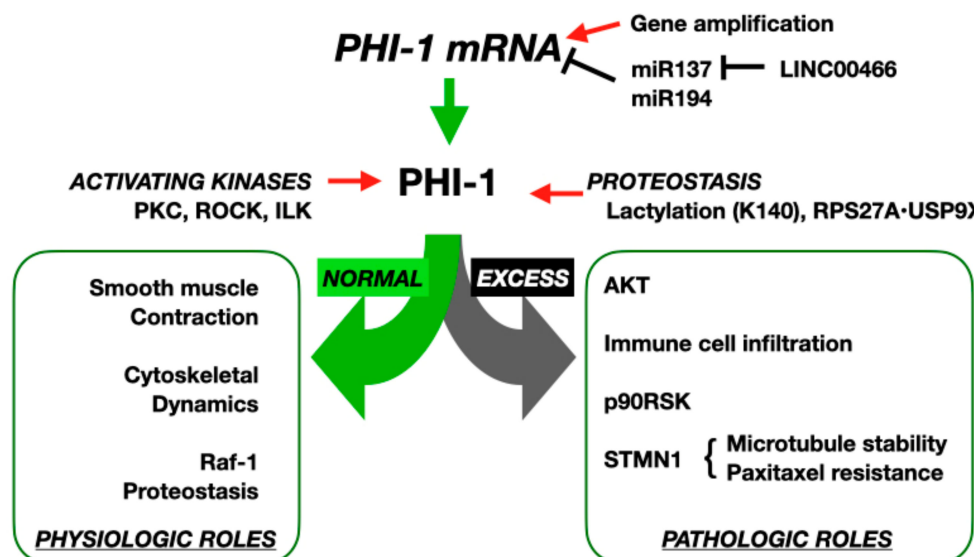 PHI-1 mRNA
Gene amplification
miR137
LINC00466
miR194
ACTIVATING KINASES
PKC, ROCK, ILK
PHI-1
PROTEOSTASIS
Lactylation (K140), RPS27A•USP9X
NORMAL
EXCESS
Smooth muscle
Contraction
Cytoskeletal
Dynamics
Raf-1
Proteostasis
PHYSIOLOGIC ROLES
AKT
Immune cell infiltration
p90RSK
STMN1
Microtubule stability
Paxitaxel resistance
PATHOLOGIC ROLES